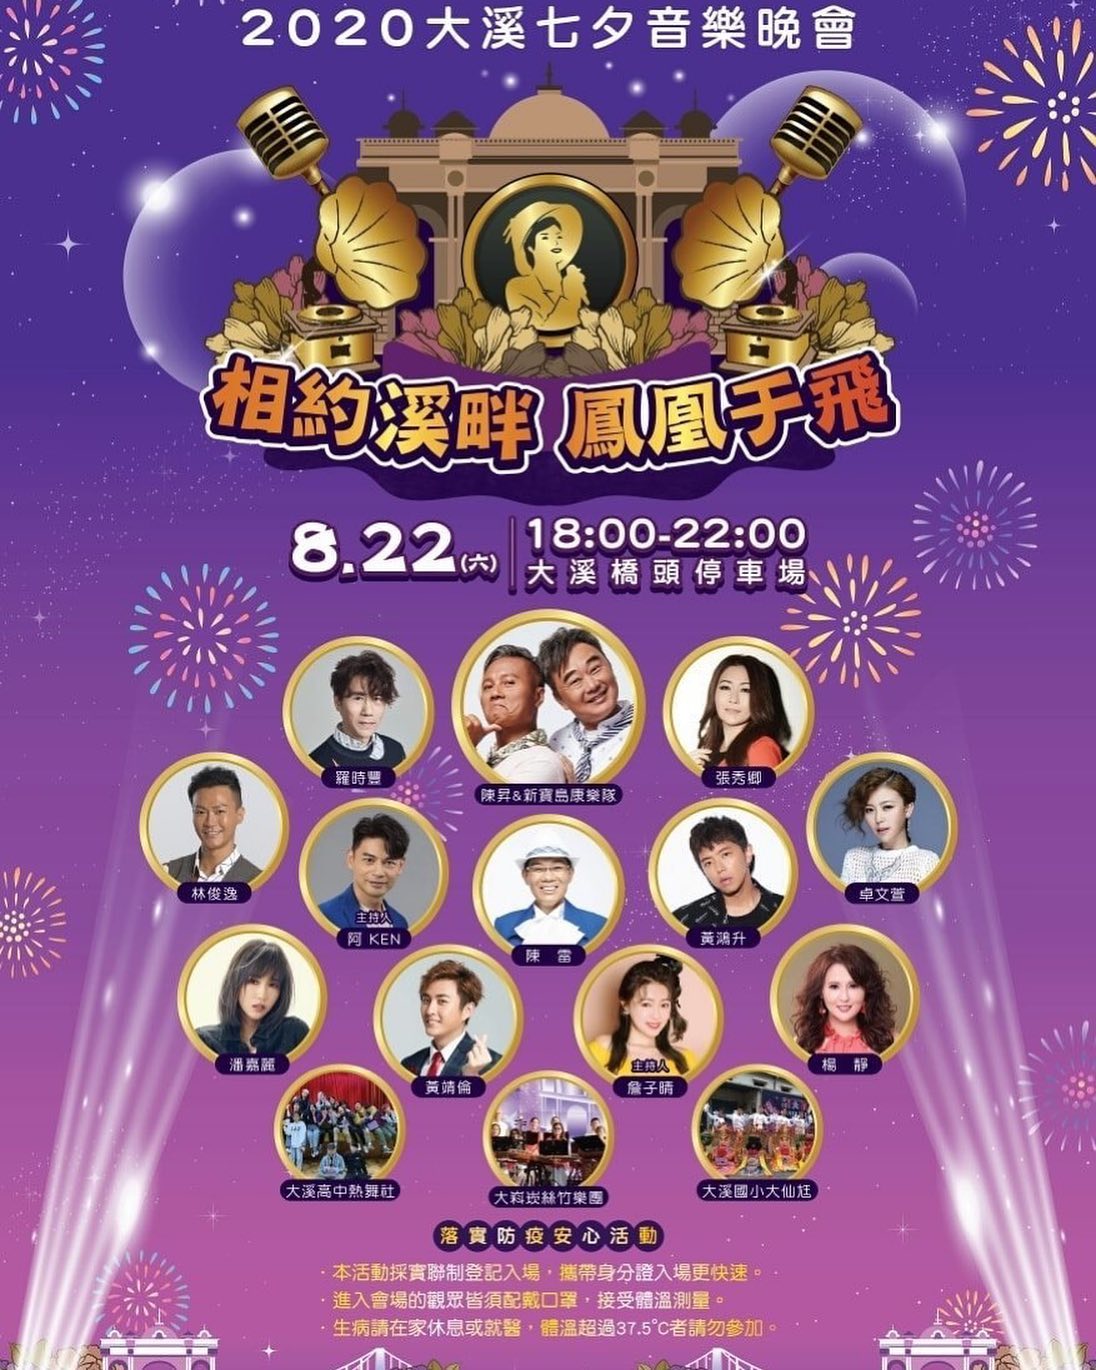 2020大溪七夕音樂晚會
相約溪畔 鳳凰于飛
8.22(六)
18:00-22:00
大溪橋頭停車場
羅時豐
陳昇&新寶島康樂隊
張秀卿
林俊逸
主持人
阿 KEN
陳 雷
黃鴻升
卓文萱
潘嘉麗
黃靖倫
主持人
詹子晴
楊 靜
大溪高中熱舞社
大嵙崁絲竹樂團
大溪國小大仙尪
落實防疫安心活動
·本活動採實聯制登記入場，攜帶身分證入場更快速。
·進入會場的觀眾皆須配戴口罩，接受體溫測量。
·生病請在家休息或就醫，體溫超過37.5°C者請勿參加。